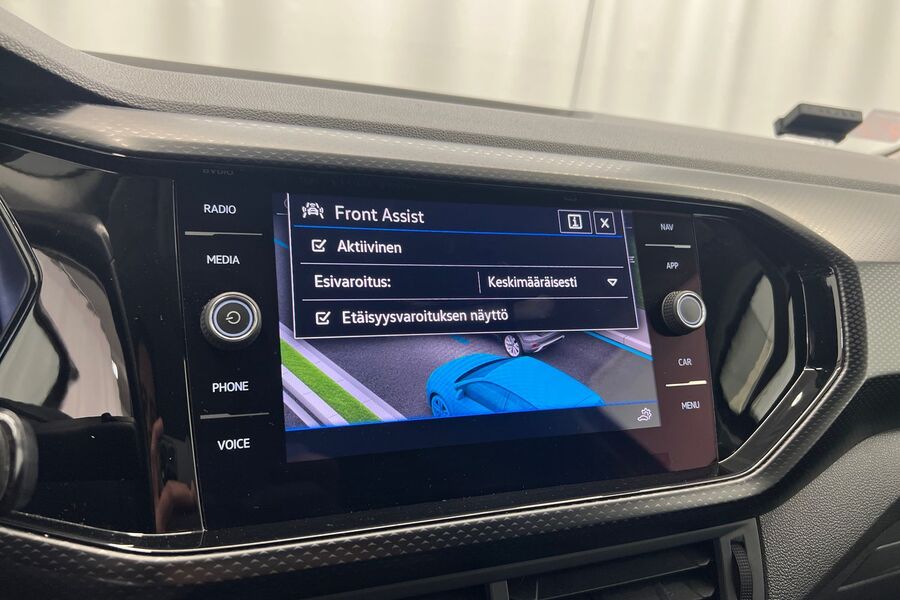 RADIO
MEDIA
PHONE
VOICE
Front Assist
i
X
Aktiivinen
Esivaroitus: Keskimääräisesti
Etäisyysvaroituksen näyttö
NAV
APP
CAR
MENU